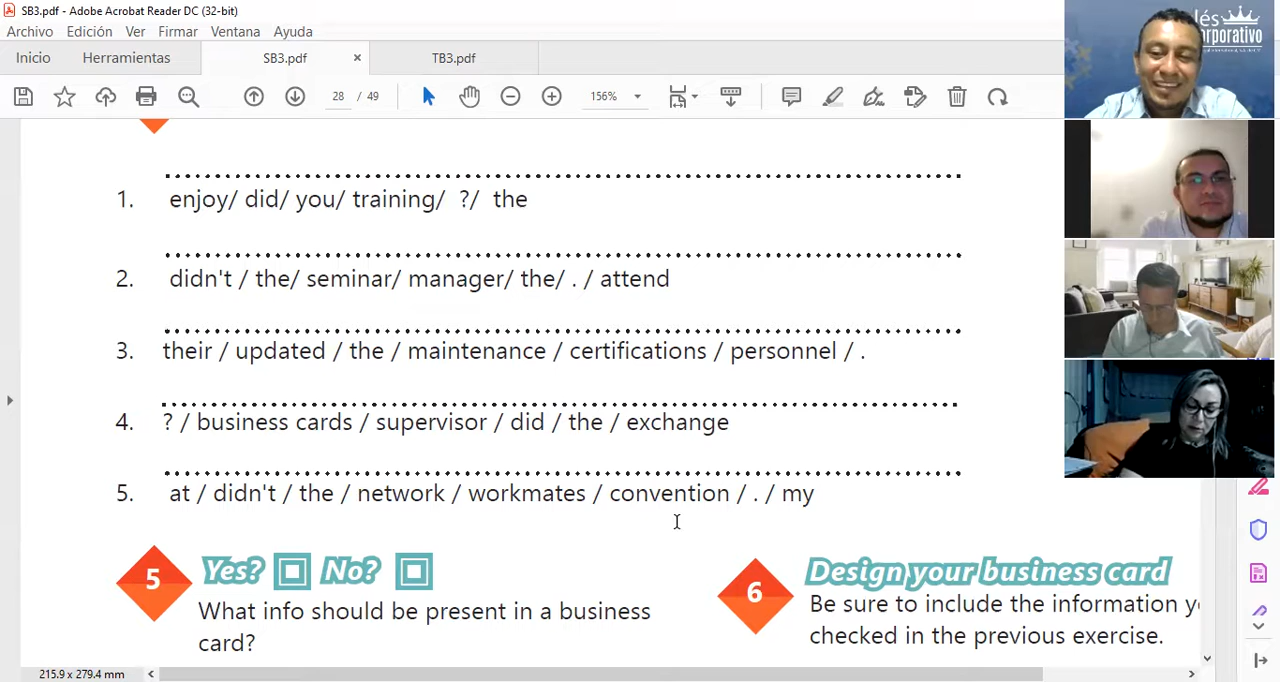 SB3.pdf - Adobe Acrobat Reader DC (32-bit)
Archivo Edición Ver Firmar Ventana Ayuda
Inicio Herramientas SB3.pdf × TB3.pdf
28 / 49 156%
1. enjoy/ did/ you/ training/ ?/ the
2. didn't / the/ seminar/ manager/ the/ . / attend
3. their / updated / the / maintenance / certifications / personnel / .
4. ? / business cards / supervisor / did / the / exchange
5. at / didn't / the / network / workmates / convention / . / my
5 Yes? No?
What info should be present in a business
card?
6 Design your business card
Be sure to include the information
checked in the previous exercise.
215.9 x 279.4 mm